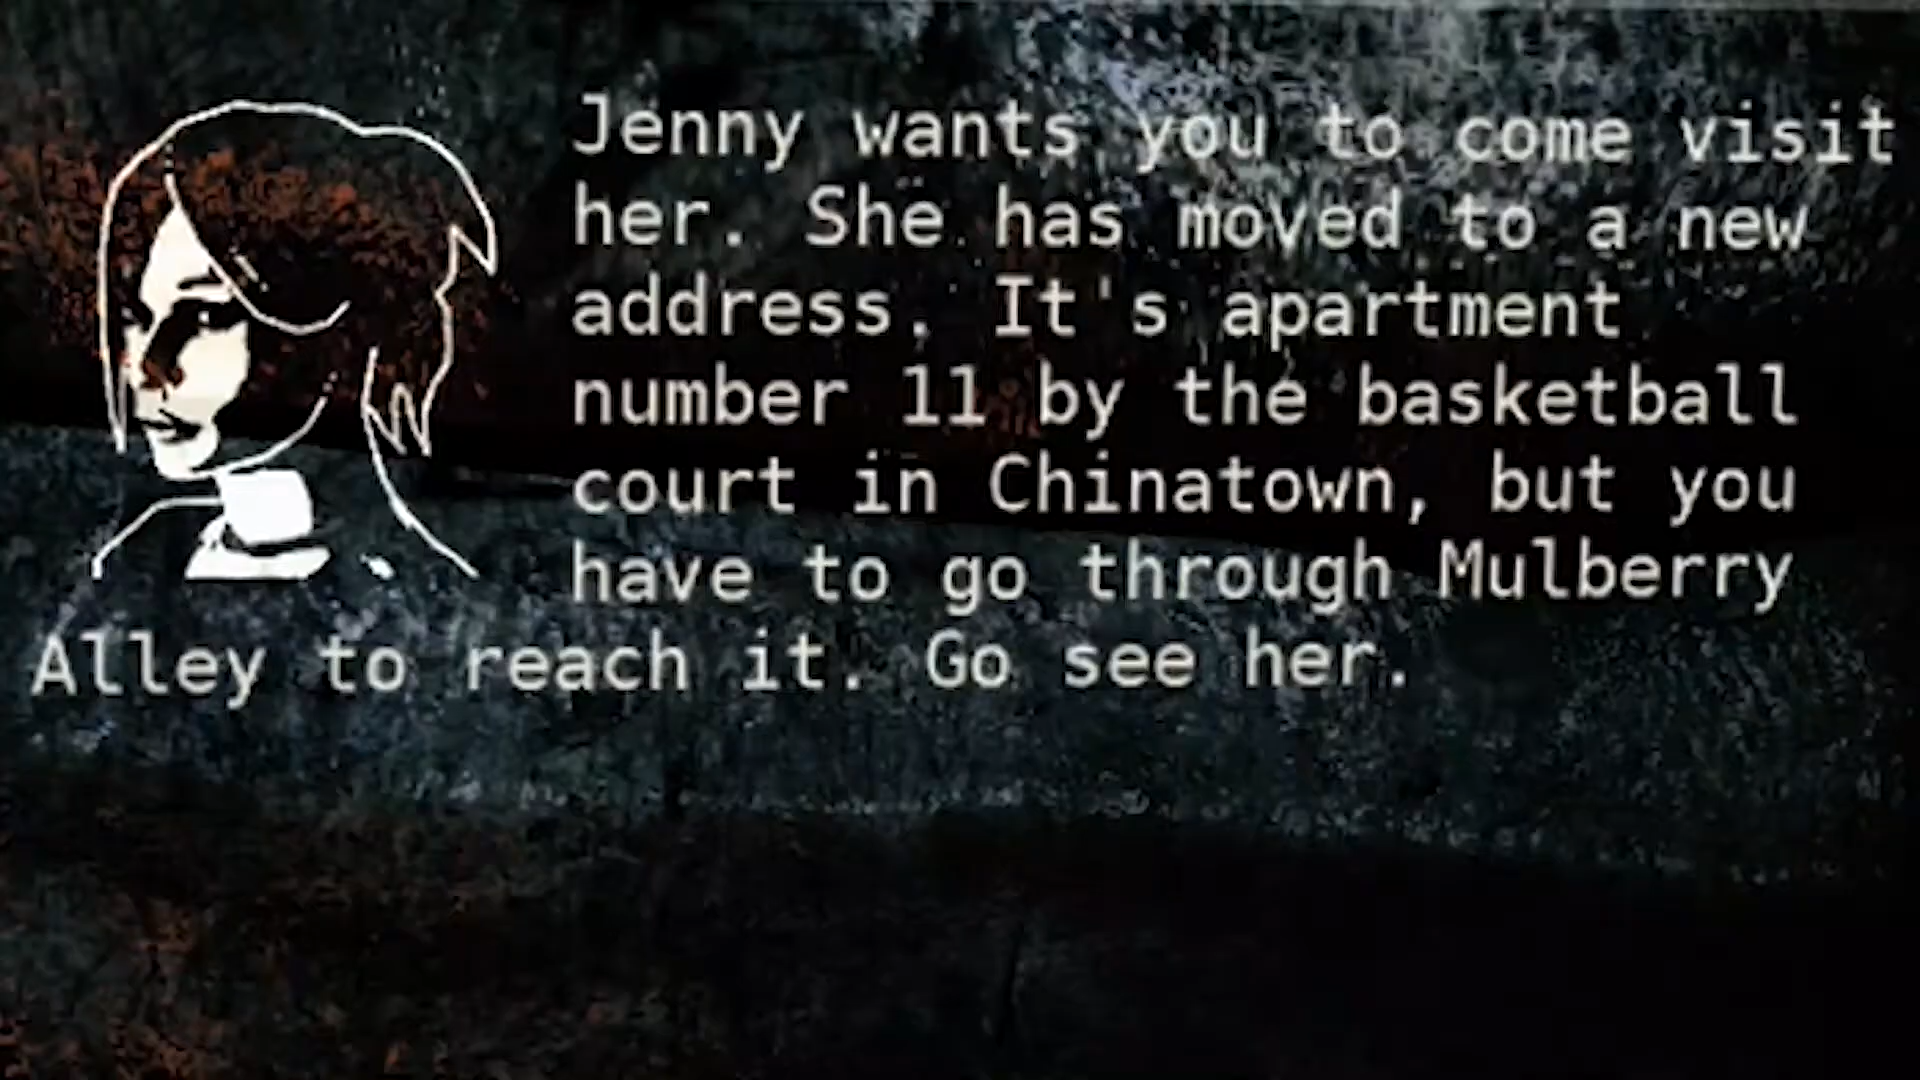 Jenny wants you to come visit
her. She has moved to a new
address. It's apartment
number 11 by the basketball
court in Chinatown, but you
have to go through Mulberry
Alley to reach it. Go see her.